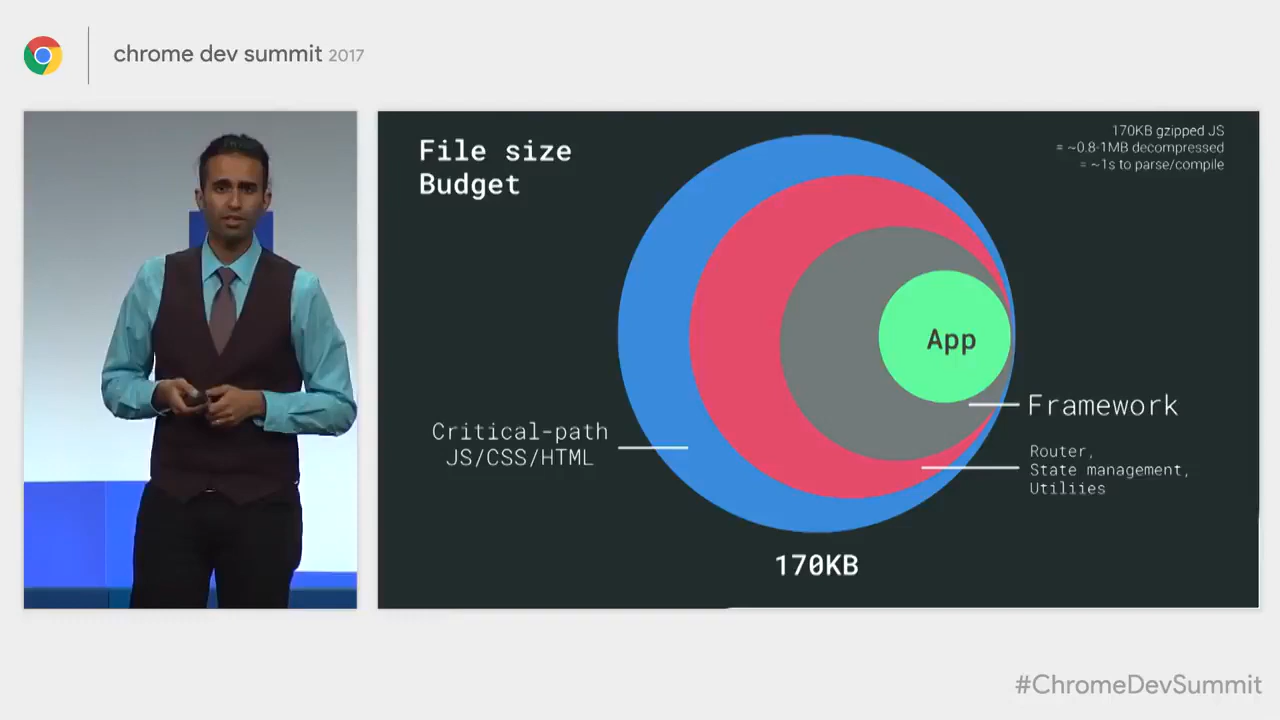 chrome dev summit 2017
File size
Budget
170KB gzipped JS
= ~0.8-1MB decompressed
= ~1s to parse/compile
App
Framework
Critical-path
JS/CSS/HTML
Router,
State management,
Utiliies
170KB
#ChromeDevSummit